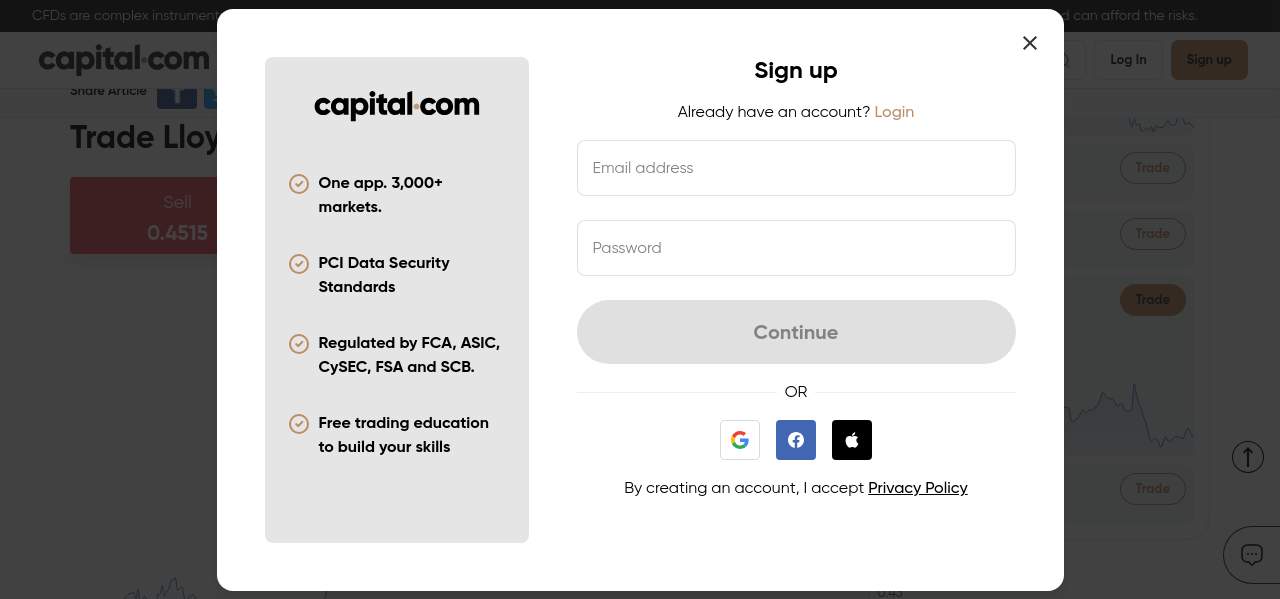 CFDs are complex instrument
d can afford the risks.
capital.com
Log In
Sign up
Share Article
Trade Lloy
Sell
0.4515
Trade
Trade
Trade
Trade
0.45
capital.com
One app. 3,000+
markets.
PCI Data Security
Standards
Regulated by FCA, ASIC,
CySEC, FSA and SCB.
Free trading education
to build your skills
Sign up
Already have an account? Login
Email address
Password
Continue
OR
By creating an account, I accept Privacy Policy